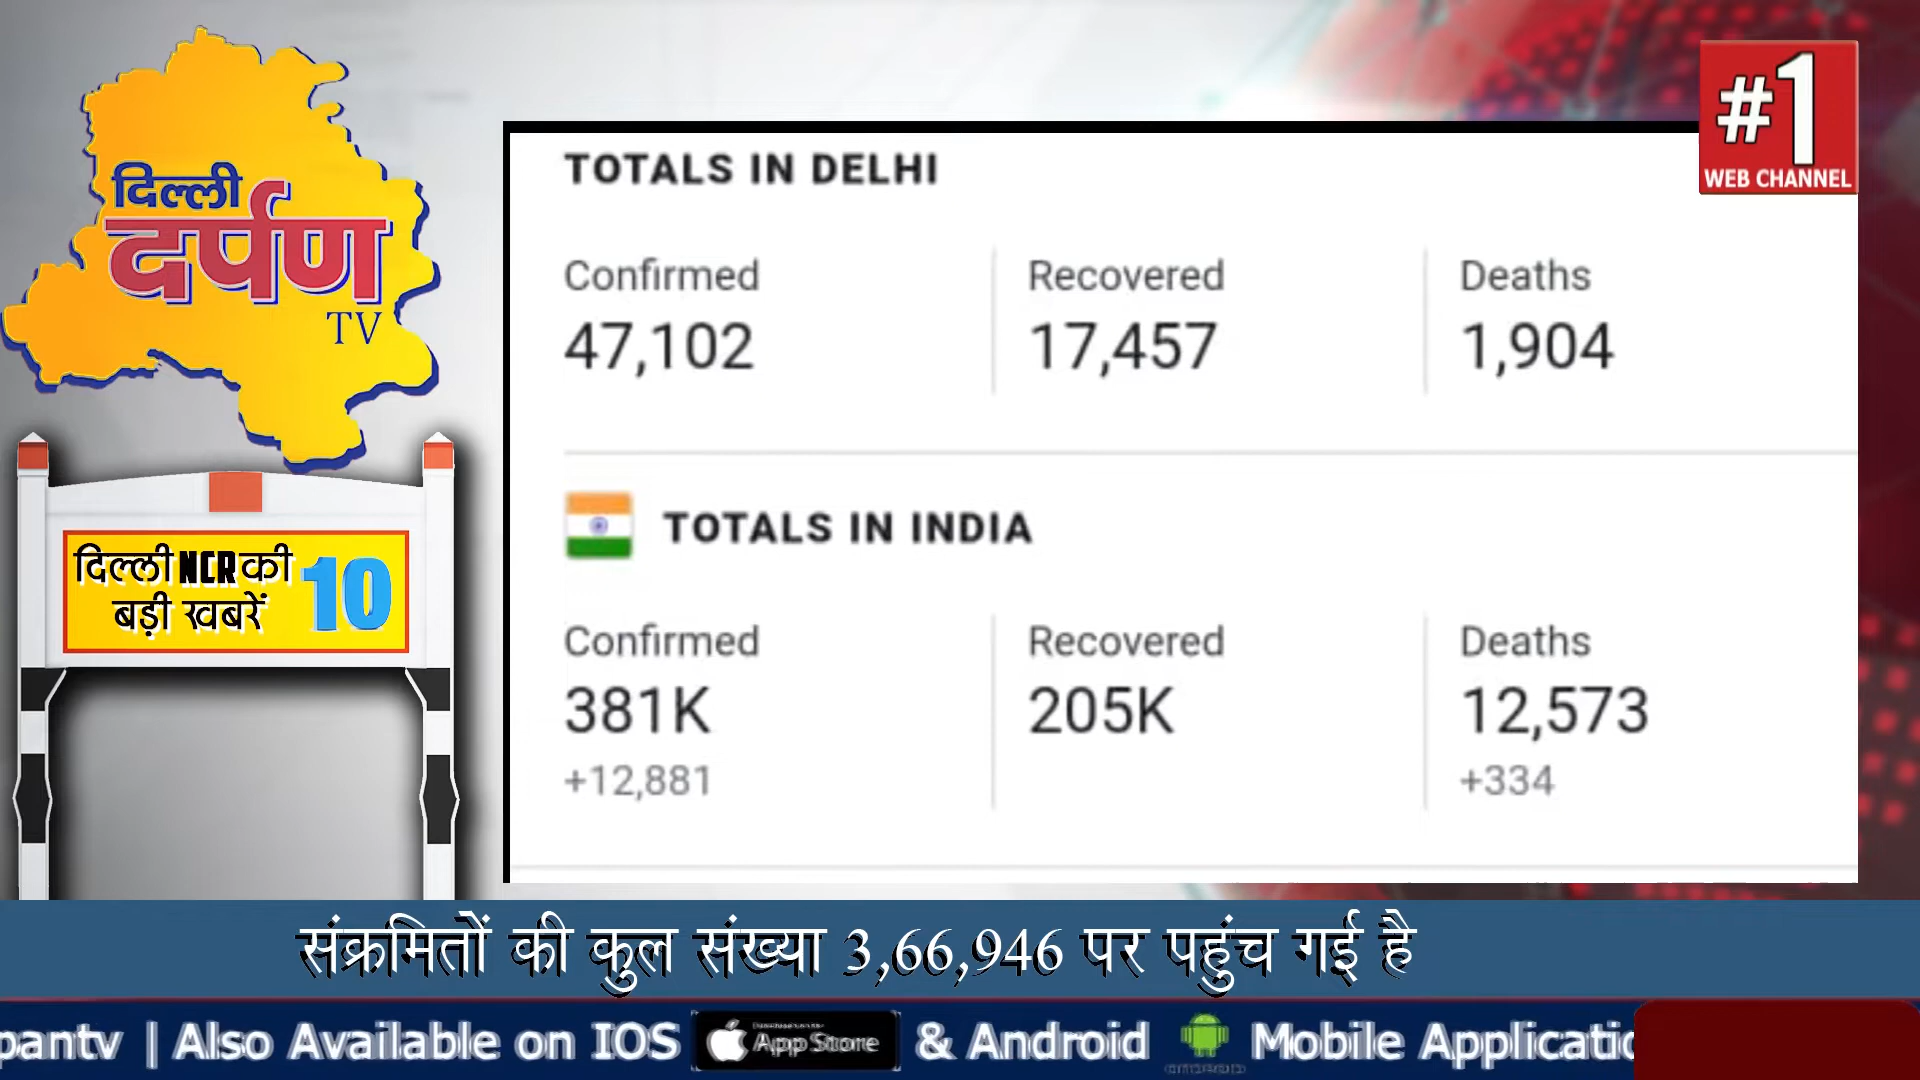 दिल्ली
दर्पण
TV
दिल्ली NCR की
बड़ी खबरें 10
#1
WEB CHANNEL
TOTALS IN DELHI
Confirmed Recovered Deaths
47,102 17,457 1,904
TOTALS IN INDIA
Confirmed Recovered Deaths
381K 205K 12,573
+12,881 +334
संक्रमितों की कुल संख्या 3,66,946 पर पहुंच गई है
pantv | Also Available on IOS App Store & Android ANDROID Mobile Applicatio